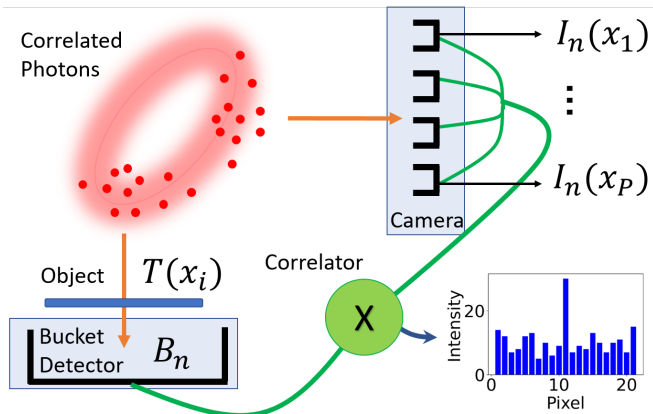 Correlated
Photons
I_n(x_1)
⋮
I_n(x_P)
Camera
Object
T(x_i)
Correlator
Bucket
Detector
B_n
X
Intensity
20
0
0
10
20
Pixel